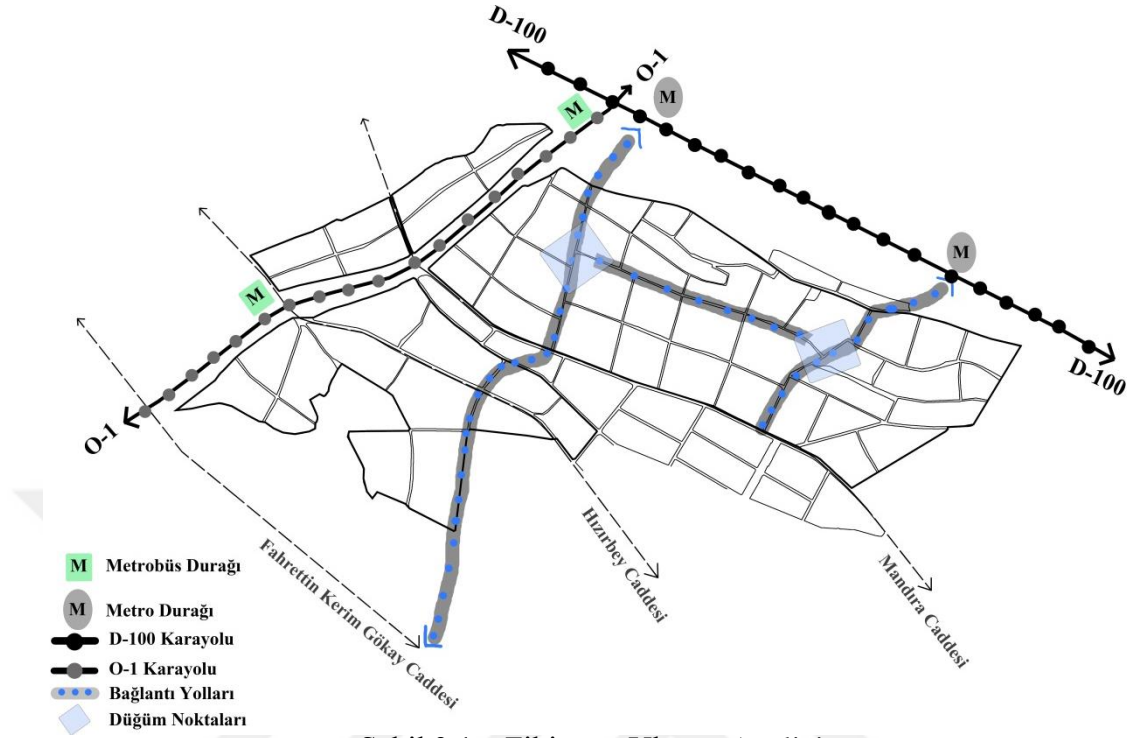 D-100
O-1
M
M
M
M
D-100
O-1
Fahrettin Kerim Gökay Caddesi
Hızırbey Caddesi
Mandıra Caddesi
M Metrobüs Durağı
M Metro Durağı
D-100 Karayolu
O-1 Karayolu
Bağlantı Yolları
Düğüm Noktaları